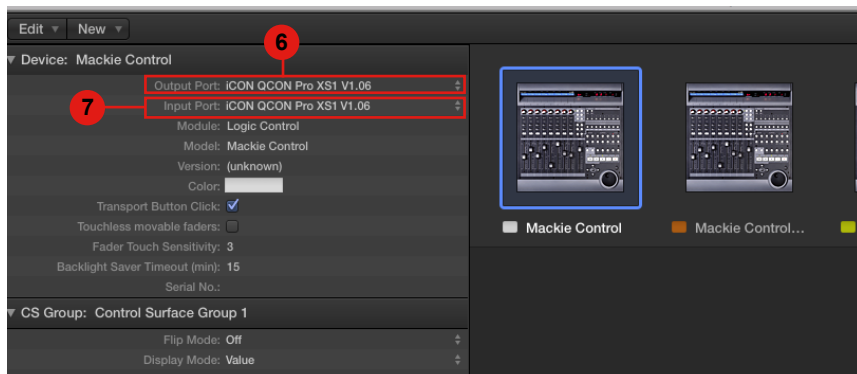 Edit New
6
Device: Mackie Control
Output Port: iCON QCON Pro XS1 V1.06
7
Input Port: iCON QCON Pro XS1 V1.06
Module: Logic Control
Model: Mackie Control
Version: (unknown)
Color:
Transport Button Click:
Touchless movable faders:
Fader Touch Sensitivity: 3
Backlight Saver Timeout (min): 15
Serial No.:
CS Group: Control Surface Group 1
Flip Mode: Off
Display Mode: Value
Mackie Control
Mackie Control...